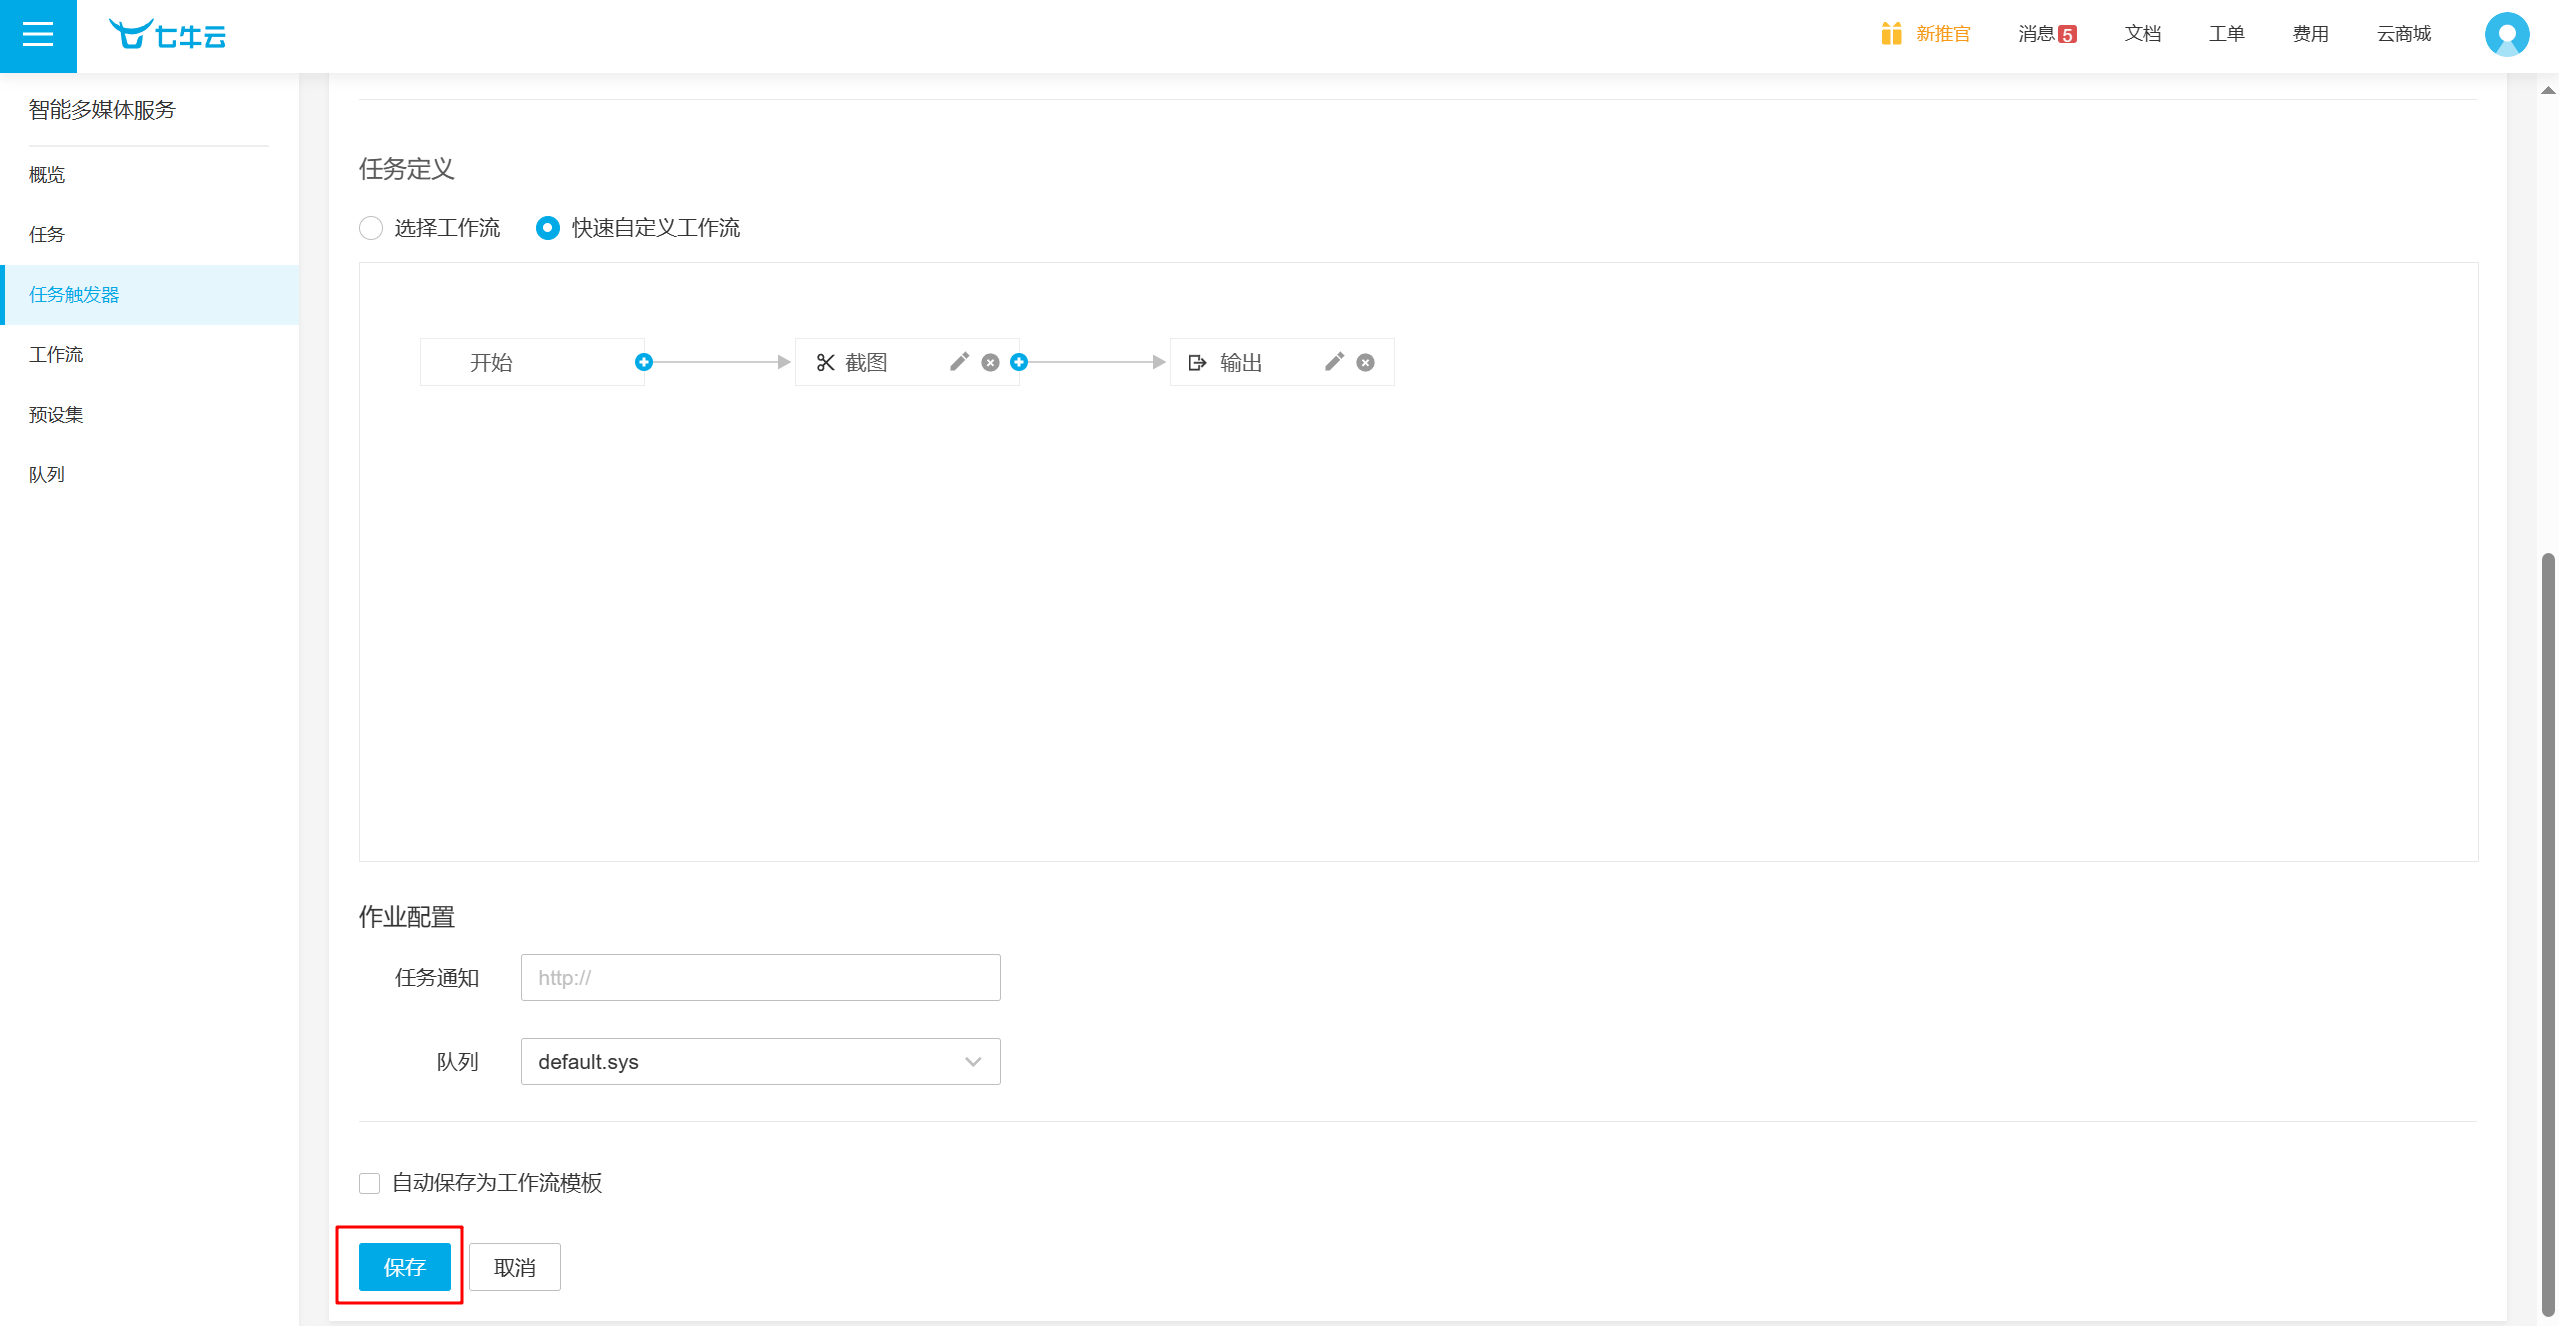 七牛云
新推官
消息 5
文档
工单
费用
云商城
智能多媒体服务
概览
任务
任务触发器
工作流
预设集
队列
任务定义
选择工作流
快速自定义工作流
开始
截图
输出
作业配置
任务通知
http://
队列
default.sys
自动保存为工作流模板
保存
取消